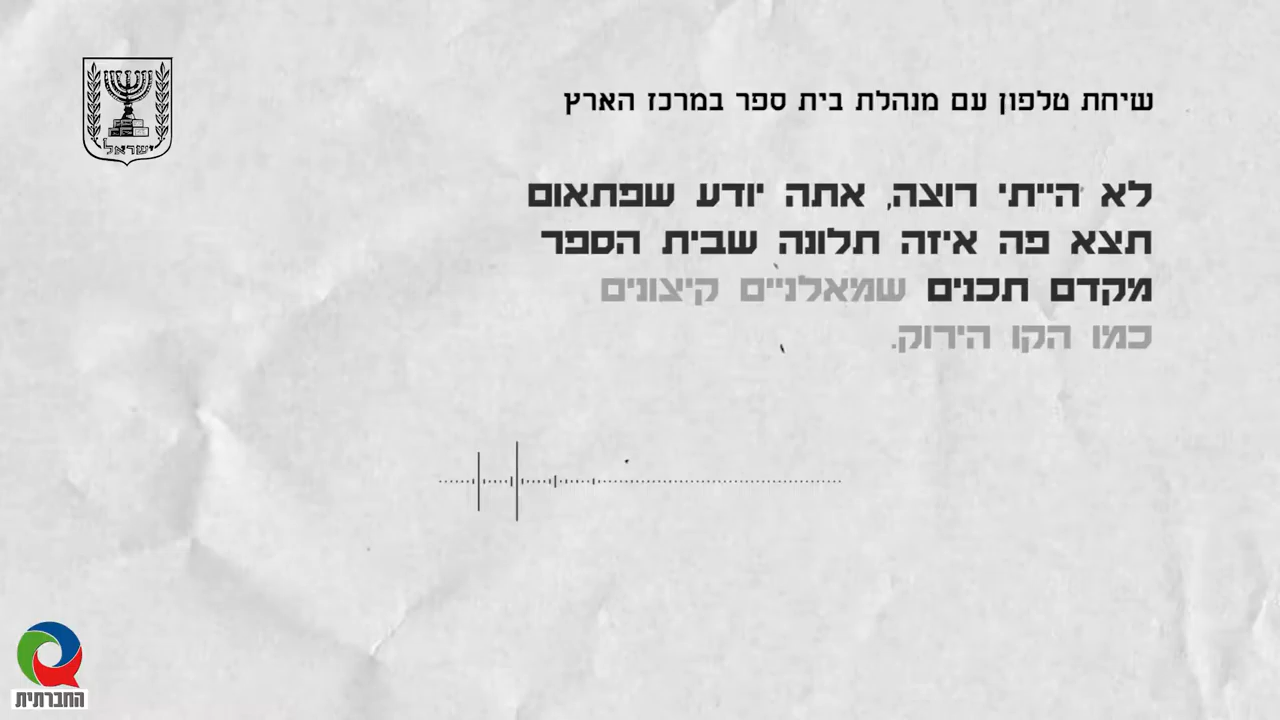 ישראל
שיחת טלפון עם מנהלת בית ספר במרכז הארץ
לא הייתי רוצה, אתה יודע שפתאום
תצא פה איזה תלונה שבית הספר
מקדם תכנים שמאלניים קיצונים
כמו הקו הירוק.
החברתית